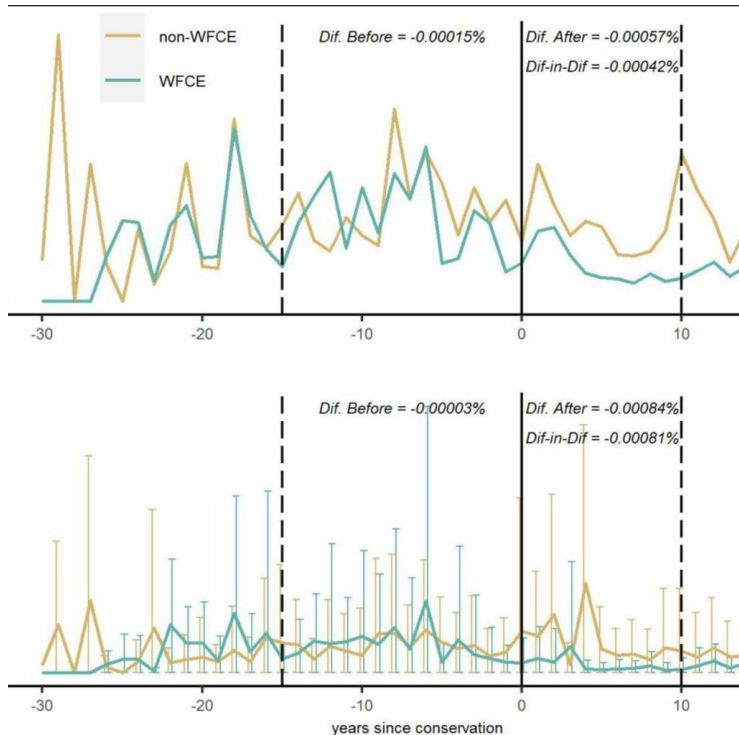 non-WFCE
WFCE
Dif. Before = -0.00015%
Dif. After = -0.00057%
Dif-in-Dif = -0.00042%
-30 -20 -10 0 10
Dif. Before = -0.00003%
Dif. After = -0.00084%
Dif-in-Dif = -0.00081%
-30 -20 -10 0 10
years since conservation